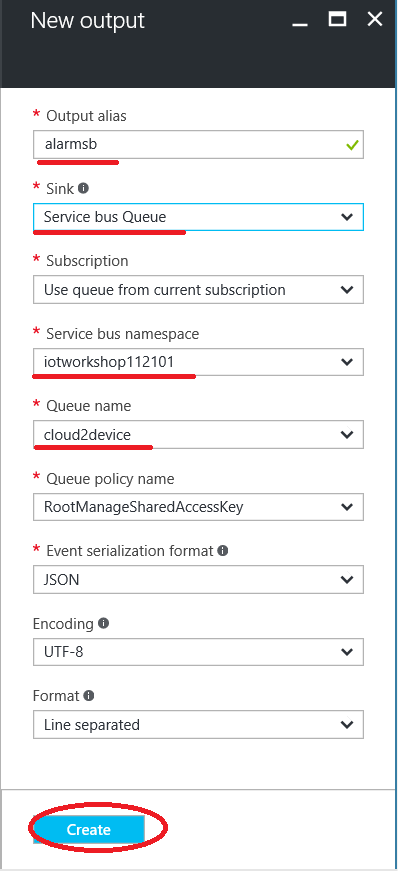 New output
* Output alias
alarmsb
* Sink
Service bus Queue
* Subscription
Use queue from current subscription
* Service bus namespace
iotworkshop112101
* Queue name
cloud2device
* Queue policy name
RootManageSharedAccessKey
* Event serialization format
JSON
Encoding
UTF-8
Format
Line separated
Create